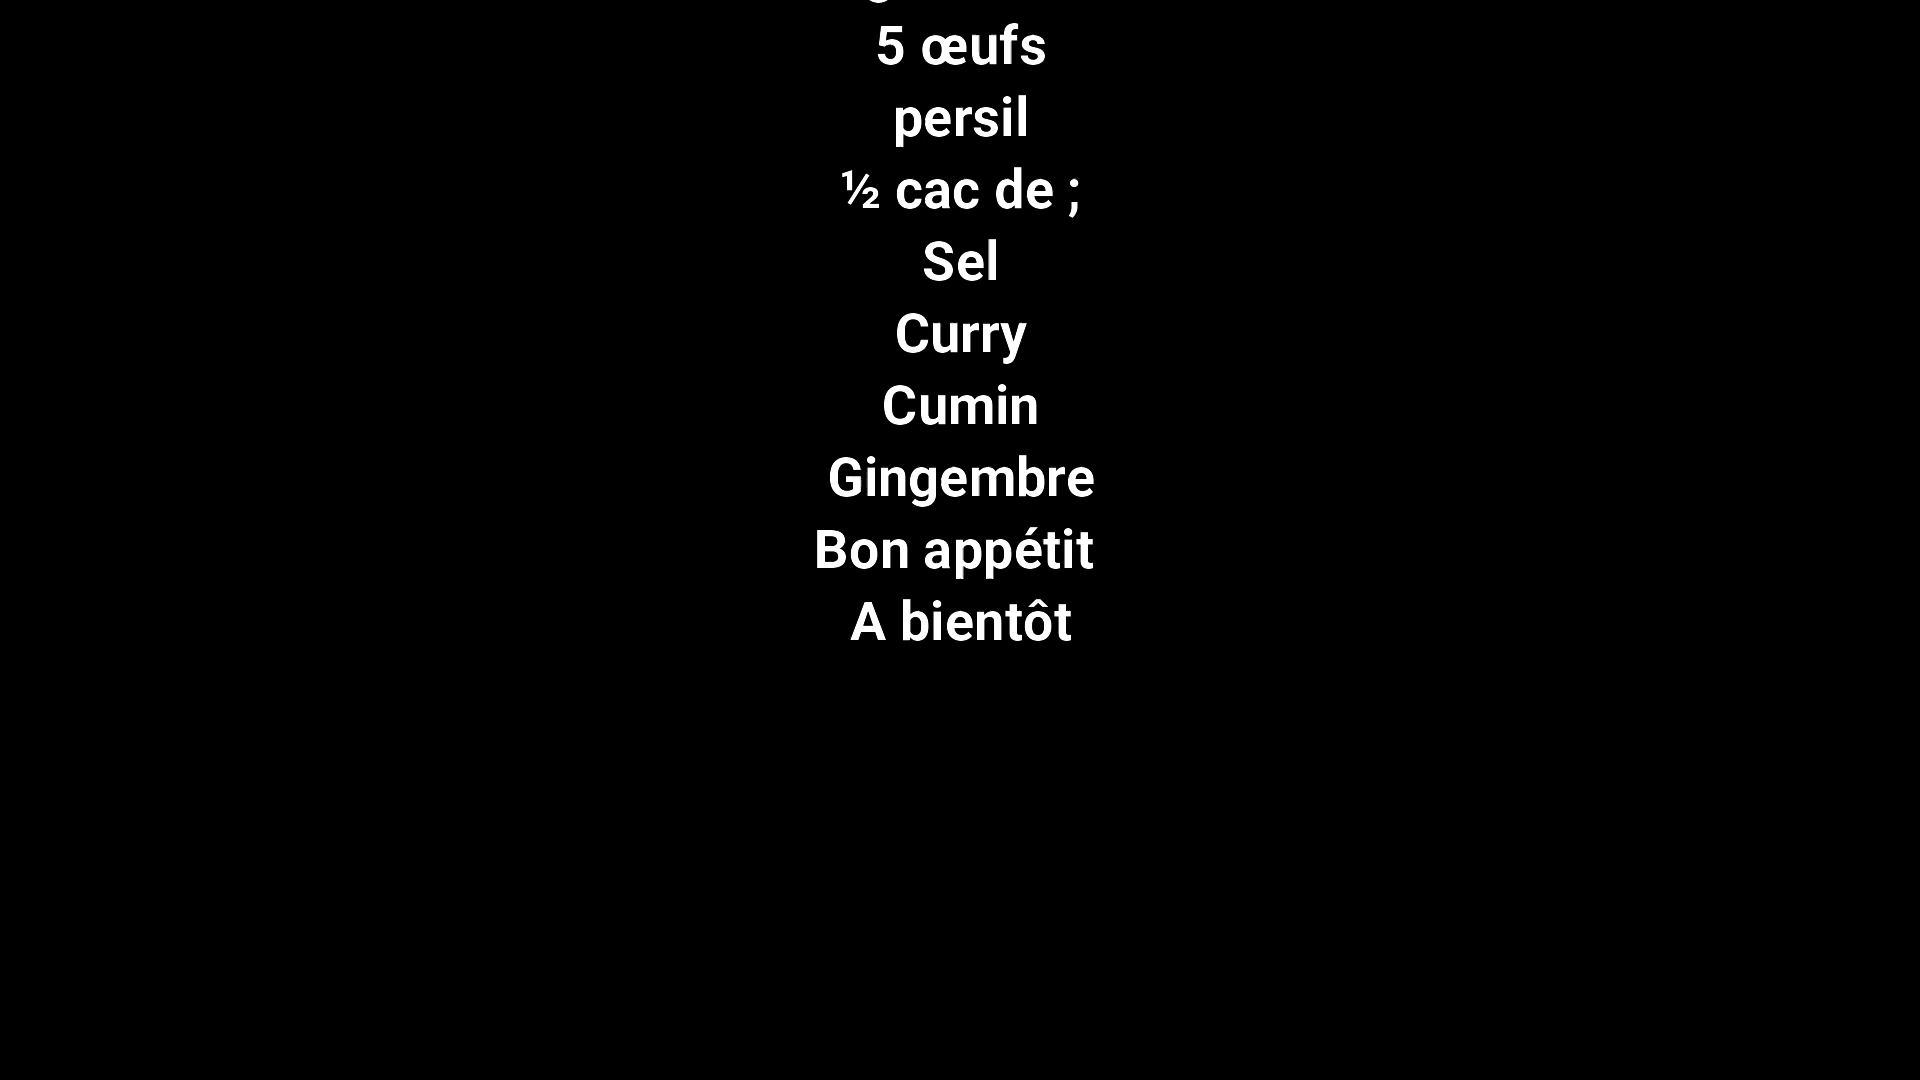 5 œufs
persil
½ cac de ;
Sel
Curry
Cumin
Gingembre
Bon appétit
A bientôt